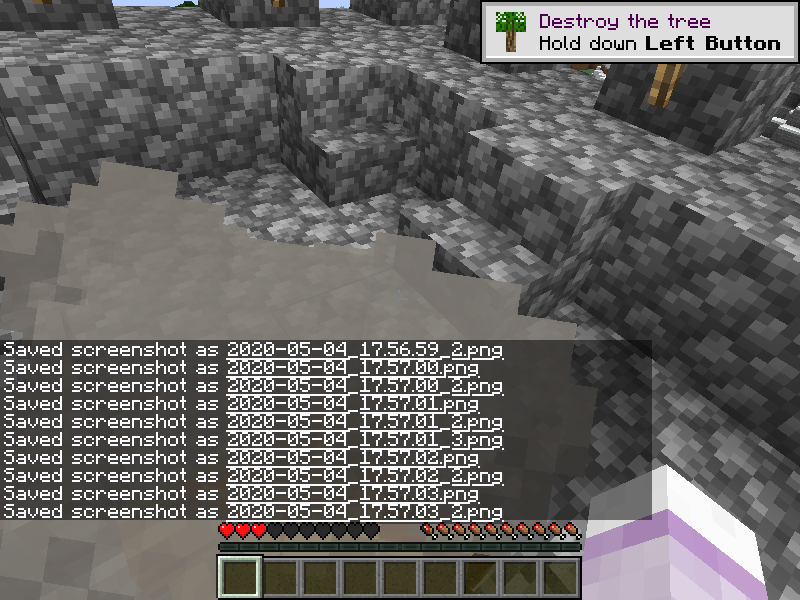 Destroy the tree
Hold down Left Button
Saved screenshot as 2020-05-04_17.56.59_2.png
Saved screenshot as 2020-05-04_17.57.00.png
Saved screenshot as 2020-05-04_17.57.00_2.png
Saved screenshot as 2020-05-04_17.57.01.png
Saved screenshot as 2020-05-04_17.57.01_2.png
Saved screenshot as 2020-05-04_17.57.01_3.png
Saved screenshot as 2020-05-04_17.57.02.png
Saved screenshot as 2020-05-04_17.57.02_2.png
Saved screenshot as 2020-05-04_17.57.03.png
Saved screenshot as 2020-05-04_17.57.03_2.png